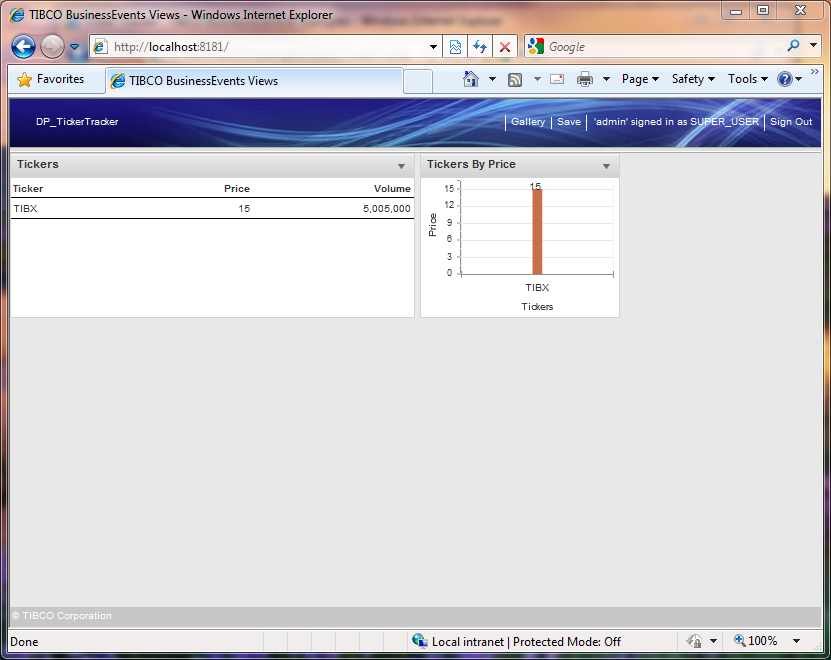 TIBCO BusinessEvents Views - Windows Internet Explorer
http://localhost:8181/
Google
Favorites
TIBCO BusinessEvents Views
Page
Safety
Tools
DP_TickerTracker
Gallery
Save
'admin' signed in as SUPER_USER
Sign Out
Tickers
Ticker Price Volume
TIBX 15 5,005,000
Tickers By Price
15
15
12
9
6
3
0
Price
TIBX
Tickers
© TIBCO Corporation
Done
Local intranet | Protected Mode: Off
100%